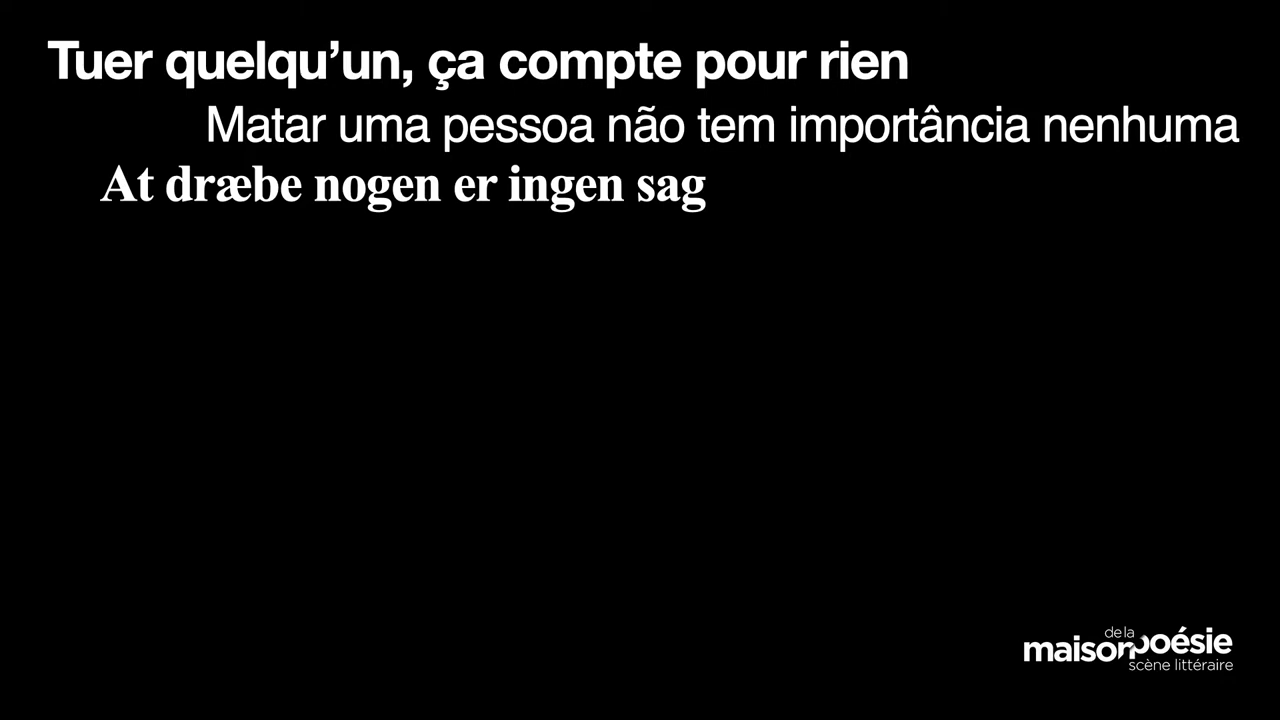 Tuer quelqu’un, ça compte pour rien
Matar uma pessoa não tem importância nenhuma
At dræbe nogen er ingen sag
de la
maison poésie
scène littéraire